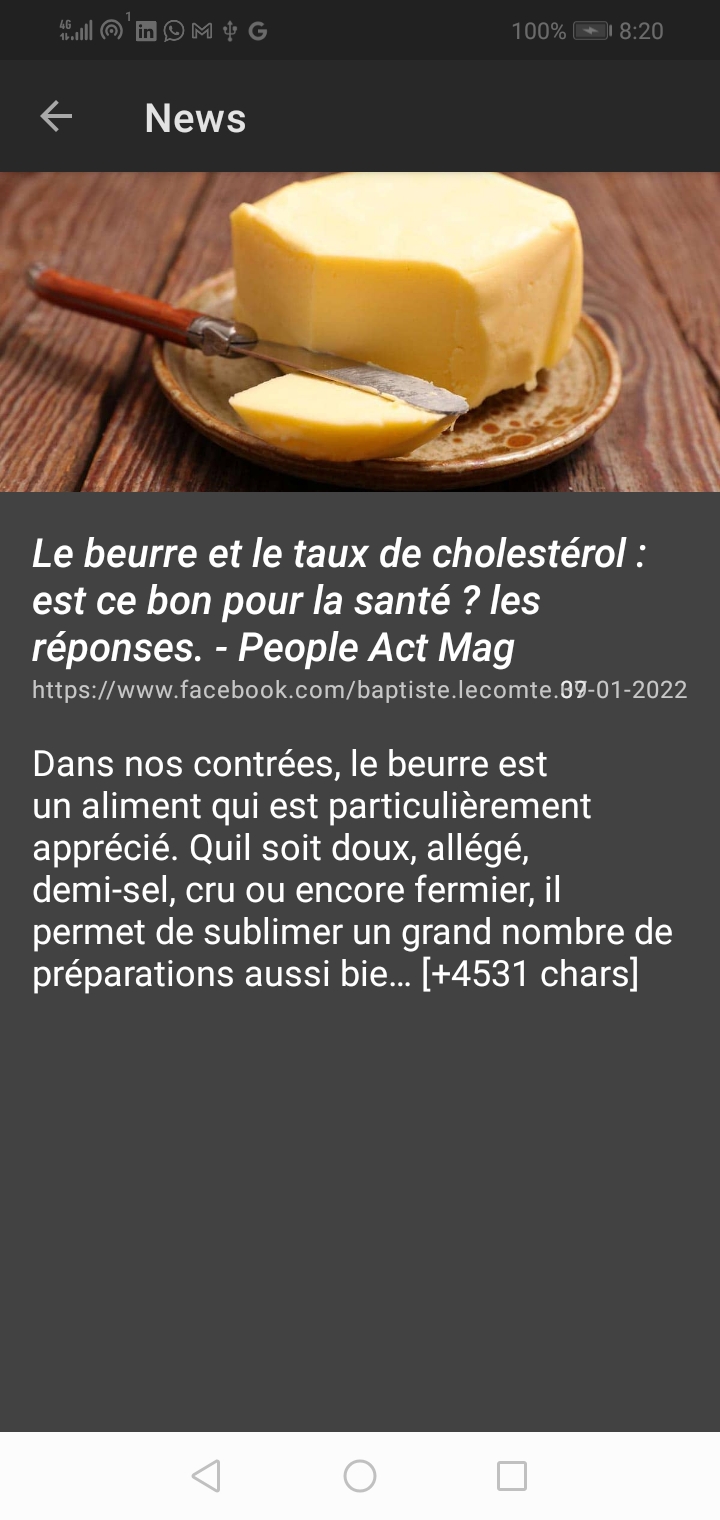 4G 1 100% 8:20
News
Le beurre et le taux de cholestérol :
est ce bon pour la santé ? les
réponses. - People Act Mag
https://www.facebook.com/baptiste.lecomte. -01-2022
Dans nos contrées, le beurre est
un aliment qui est particulièrement
apprécié. Quil soit doux, allégé,
demi-sel, cru ou encore fermier, il
permet de sublimer un grand nombre de
préparations aussi bie… [+4531 chars]